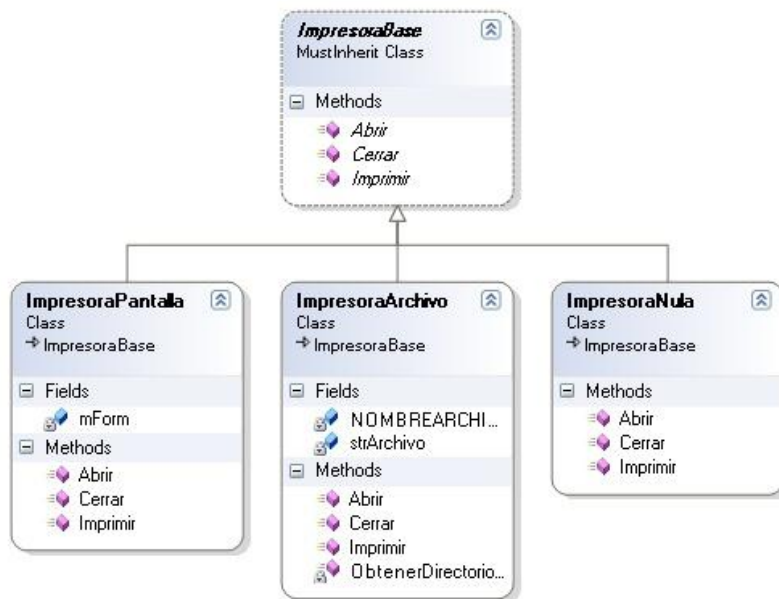 ImpresoraBase
MustInherit Class
Methods
Abrir
Cerrar
Imprimir
ImpresoraPantalla
Class
ImpresoraBase
Fields
mForm
Methods
Abrir
Cerrar
Imprimir
ImpresoraArchivo
Class
ImpresoraBase
Fields
NOMBREARCHI...
strArchivo
Methods
Abrir
Cerrar
Imprimir
ObtenerDirectorio...
ImpresoraNula
Class
ImpresoraBase
Methods
Abrir
Cerrar
Imprimir